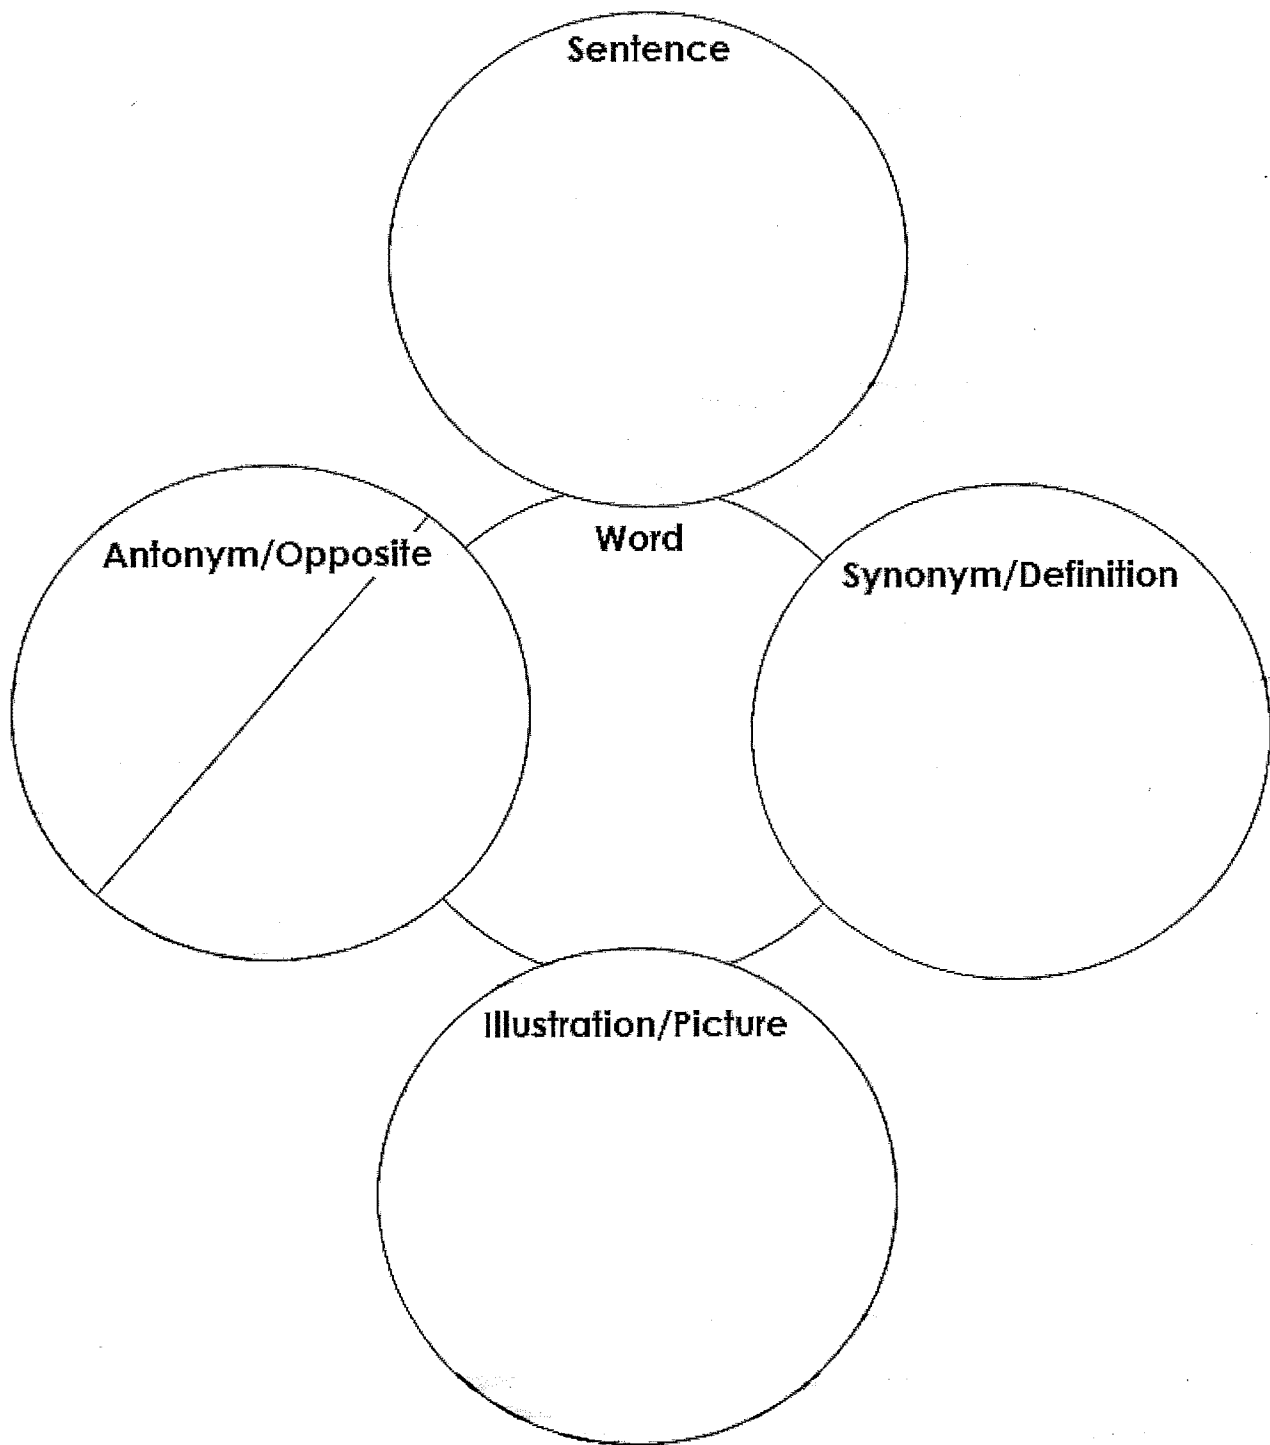 Sentence
Word
Antonym/Opposite
Synonym/Definition
Illustration/Picture